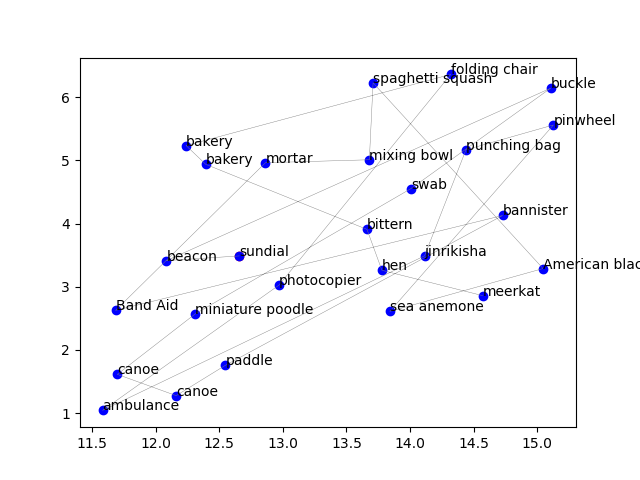 folding chair
spaghetti squash
buckle
6
pinwheel
bakery
punching bag
mixing bowl
bakery
mortar
5
swab
bannister
4
bittern
sundial
jinrikisha
beacon
hen
American blac
photocopier
3
meerkat
Band Aid
sea anemone
miniature poodle
2
paddle
canoe
canoe
ambulance
1
11.5 12.0 12.5 13.0 13.5 14.0 14.5 15.0